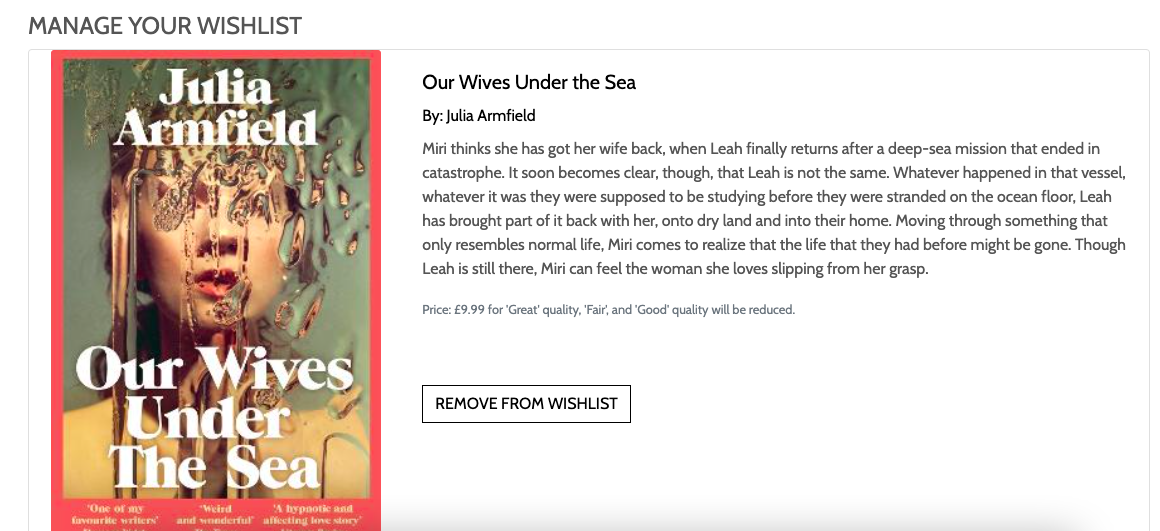 MANAGE YOUR WISHLIST
Julia
Armfield
Our Wives
Under
The Sea
'One of my
favourite writers'
'Weird
and wonderful'
'A hypnotic and
affecting love story'
Our Wives Under the Sea
By: Julia Armfield
Miri thinks she has got her wife back, when Leah finally returns after a deep-sea mission that ended in
catastrophe. It soon becomes clear, though, that Leah is not the same. Whatever happened in that vessel,
whatever it was they were supposed to be studying before they were stranded on the ocean floor, Leah
has brought part of it back with her, onto dry land and into their home. Moving through something that
only resembles normal life, Miri comes to realize that the life that they had before might be gone. Though
Leah is still there, Miri can feel the woman she loves slipping from her grasp.
Price: £9.99 for 'Great' quality, 'Fair', and 'Good' quality will be reduced.
REMOVE FROM WISHLIST